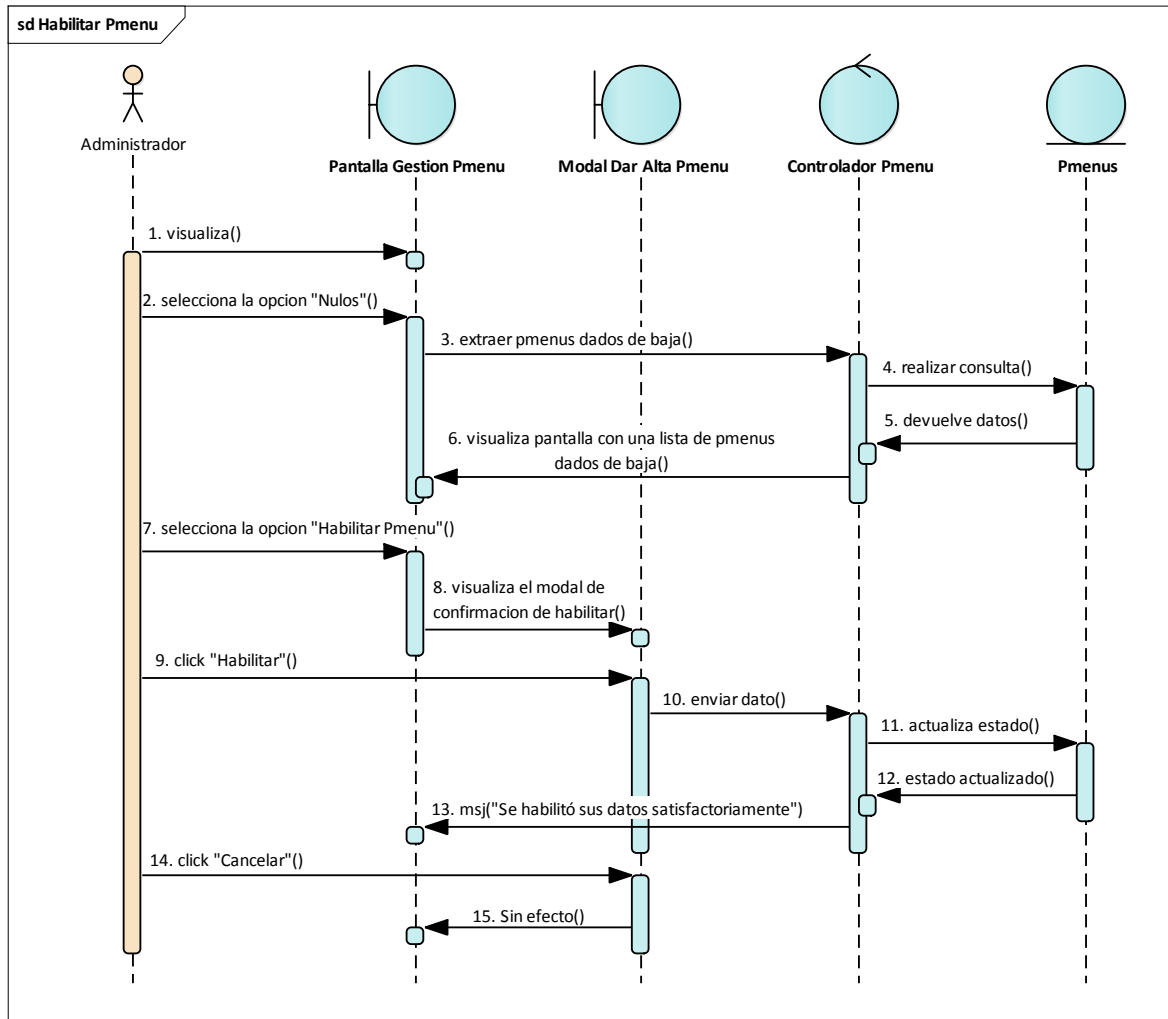 sd Habilitar Pmenu
Administrador
Pantalla Gestion Pmenu
Modal Dar Alta Pmenu
Controlador Pmenu
Pmenus
1. visualiza()
2. selecciona la opcion "Nulos"()
3. extraer pmenus dados de baja()
4. realizar consulta()
5. devuelve datos()
6. visualiza pantalla con una lista de pmenus
dados de baja()
7. selecciona la opcion "Habilitar Pmenu"()
8. visualiza el modal de
confirmacion de habilitar()
9. click "Habilitar"()
10. enviar dato()
11. actualiza estado()
12. estado actualizado()
13. msj("Se habilitó sus datos satisfactoriamente")
14. click "Cancelar"()
15. Sin efecto()